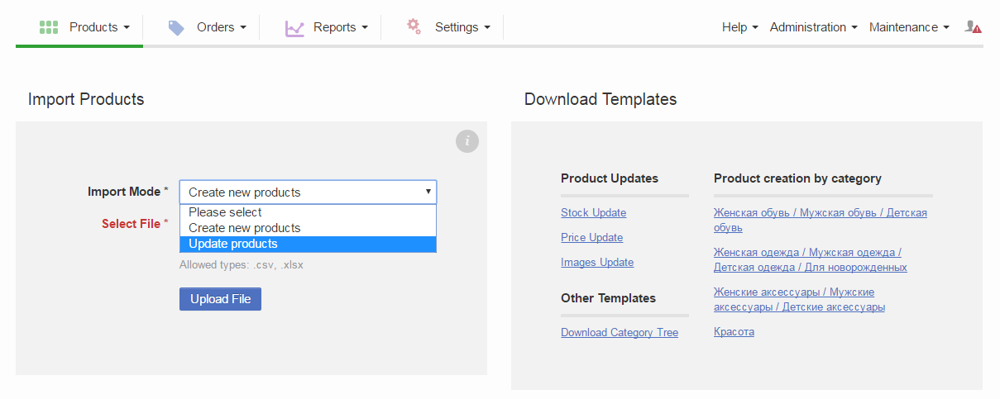 Products
Orders
Reports
Settings
Help
Administration
Maintenance
Import Products
i
Import Mode *
Create new products
Please select
Create new products
Update products
Select File *
Allowed types: .csv, .xlsx
Upload File
Download Templates
Product Updates
Stock Update
Price Update
Images Update
Other Templates
Download Category Tree
Product creation by category
Женская обувь / Мужская обувь / Детская
обувь
Женская одежда / Мужская одежда /
Детская одежда / Для новорожденных
Женские аксессуары / Мужские
аксессуары / Детские аксессуары
Красота